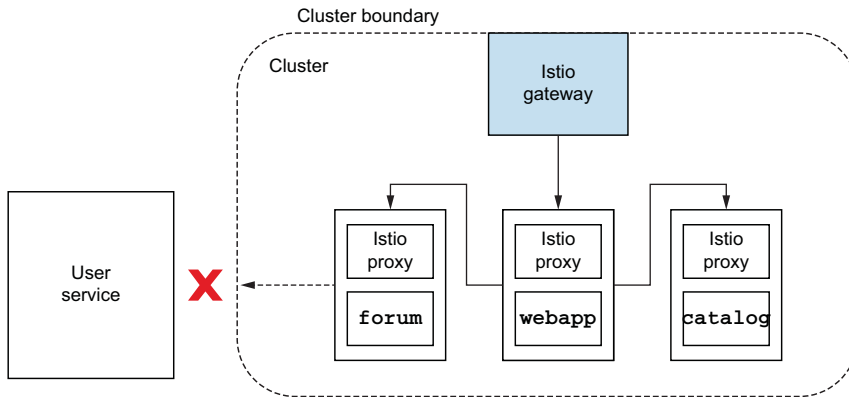 Cluster boundary
Cluster
Istio
gateway
User
service
Istio
proxy
forum
Istio
proxy
webapp
Istio
proxy
catalog